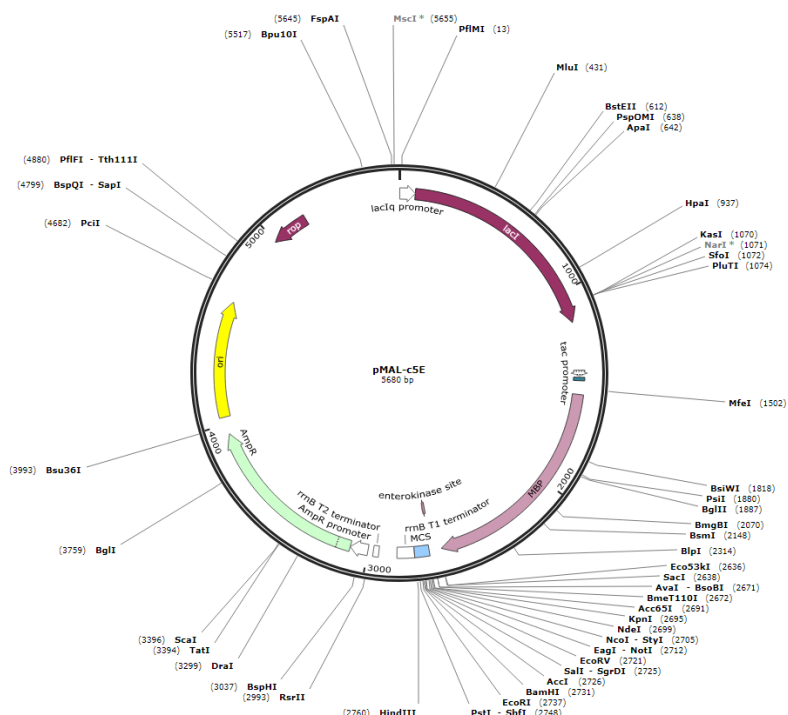 (5645) FspAI
MscI * (5655)
(5517) Bpu10I
PflMI (13)
MluI (431)
BstEII (612)
PspOMI (638)
ApaI (642)
(4880) PflFI - Tth111I
(4799) BspQI - SapI
(4682) PciI
HpaI (937)
KasI (1070)
NarI * (1071)
SfoI (1072)
PluTI (1074)
lacIq promoter
lacI
rop
5000
1000
ori
tac promoter
pMAL-c5E
5680 bp
MfeI (1502)
4000
AmpR
(3993) Bsu36I
BsiWI (1818)
PsiI (1880)
BglII (1887)
2000
MBP
enterokinase site
rrnB T2 terminator
AmpR promoter
rrnB T1 terminator
MCS
BmgBI (2070)
BsmI (2148)
(3759) BglI
BlpI (2314)
3000
Eco53kI (2636)
SacI (2638)
AvaI - BsoBI (2671)
BmeT110I (2672)
Acc65I (2691)
KpnI (2695)
NdeI (2699)
NcoI - StyI (2705)
EagI - NotI (2712)
EcoRV (2721)
SalI - SgrDI (2725)
AccI (2726)
BamHI (2731)
EcoRI (2737)
PstI - SbfI (2748)
(3396) ScaI
(3394) TatI
(3299) DraI
(3037) BspHI
(2993) RsrII
(2760) HindIII